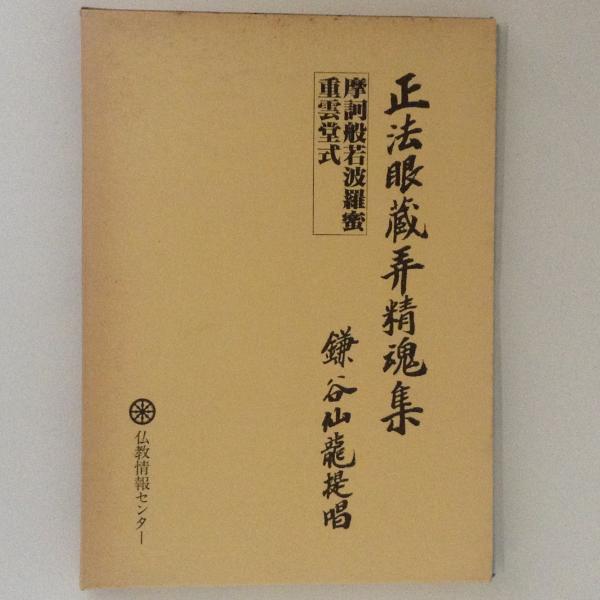 正法眼蔵弄精魂集
摩訶般若波羅蜜
重雲堂式
鎌谷仙龍提唱
仏教情報センター